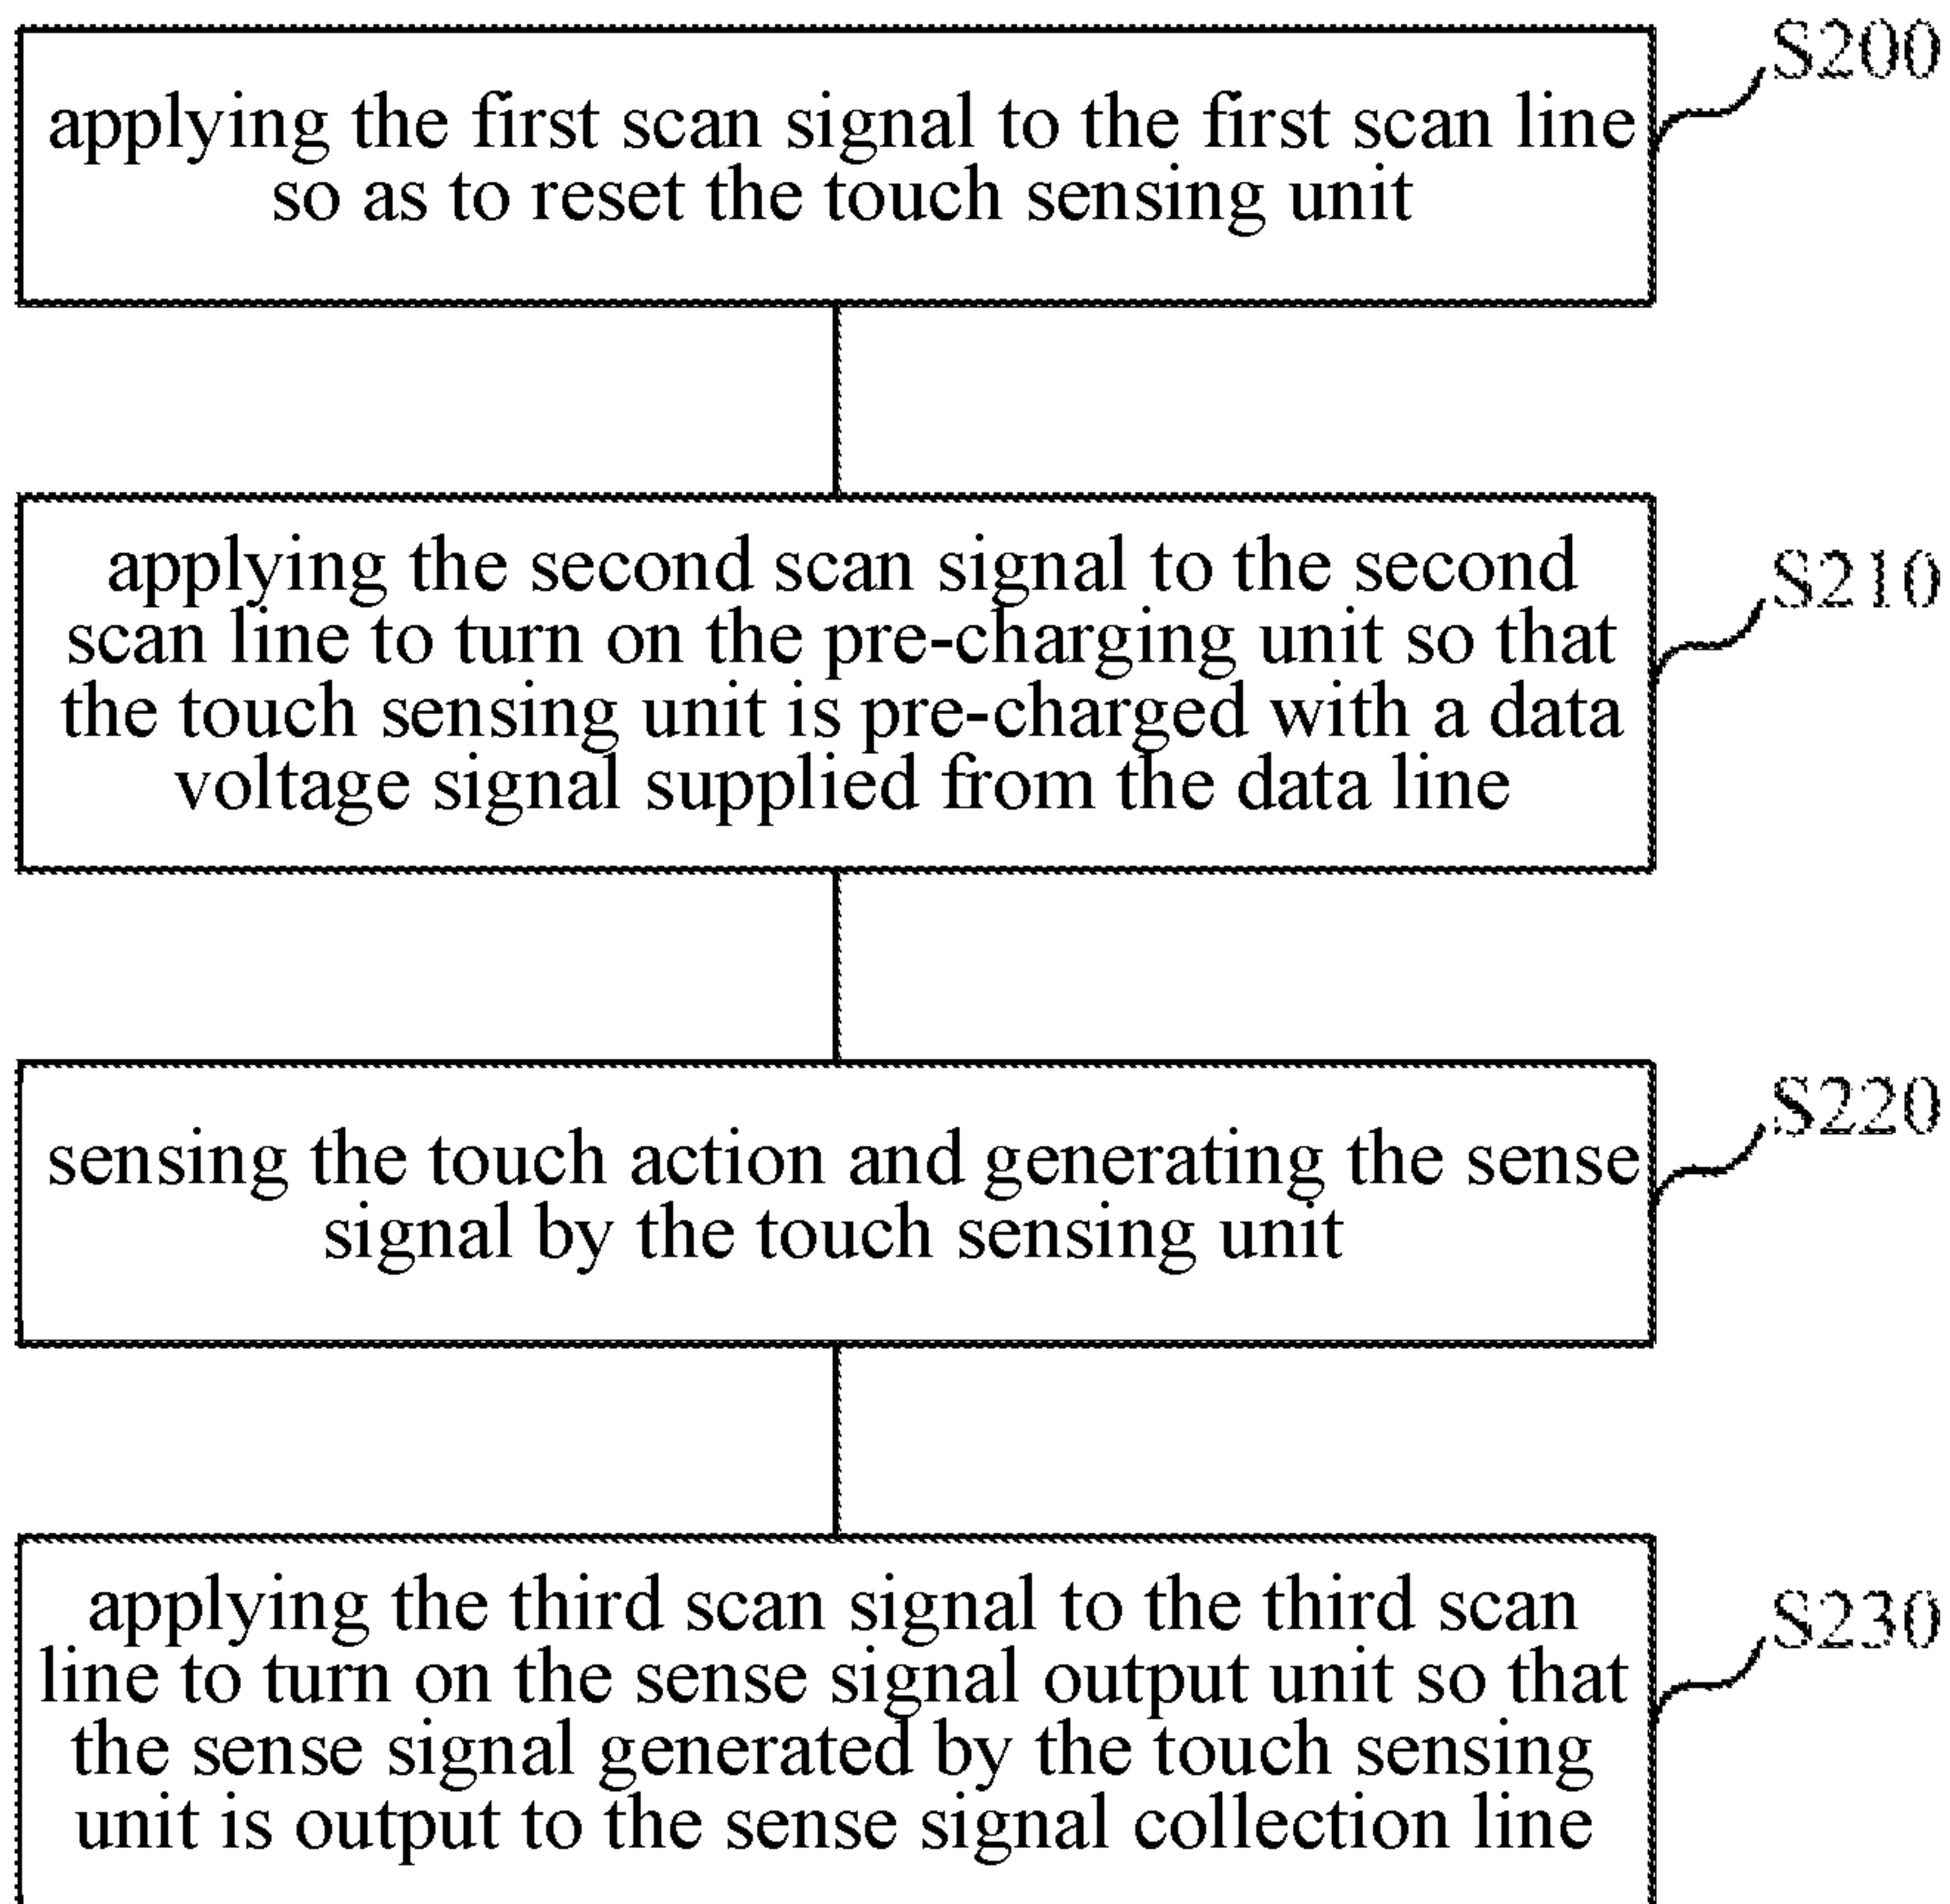 S200
applying the first scan signal to the first scan line
so as to reset the touch sensing unit
S210
applying the second scan signal to the second
scan line to turn on the pre-charging unit so that
the touch sensing unit is pre-charged with a data
voltage signal supplied from the data line
S220
sensing the touch action and generating the sense
signal by the touch sensing unit
S230
applying the third scan signal to the third scan
line to turn on the sense signal output unit so that
the sense signal generated by the touch sensing
unit is output to the sense signal collection line